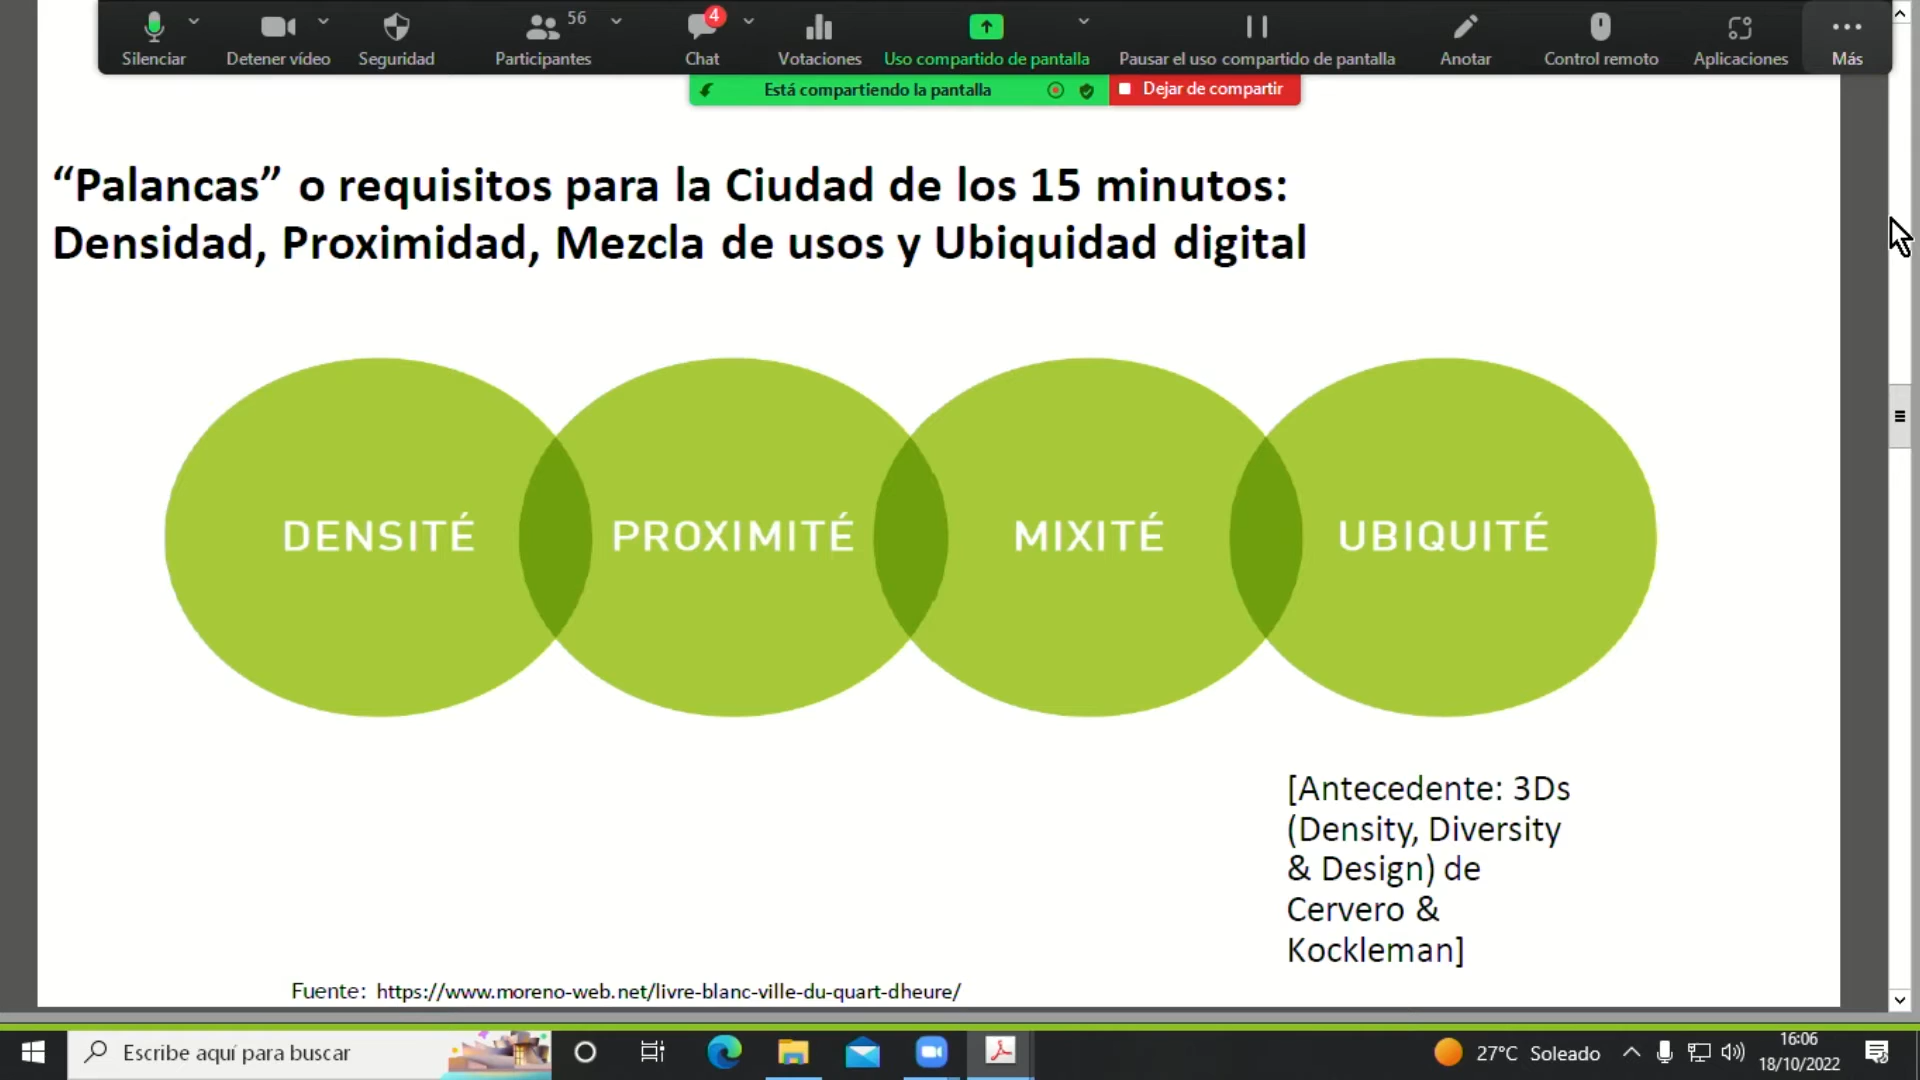 56
4
Silenciar
Detener vídeo
Seguridad
Participantes
Chat
Votaciones
Uso compartido de pantalla
Pausar el uso compartido de pantalla
Anotar
Control remoto
Aplicaciones
Más
Está compartiendo la pantalla
Dejar de compartir
“Palancas” o requisitos para la Ciudad de los 15 minutos:
Densidad, Proximidad, Mezcla de usos y Ubiquidad digital
DENSITÉ
PROXIMITÉ
MIXITÉ
UBIQUITÉ
[Antecedente: 3Ds
(Density, Diversity
& Design) de
Cervero &
Kockleman]
Fuente: https://www.moreno-web.net/livre-blanc-ville-du-quart-dheure/
Escribe aquí para buscar
27°C Soleado
16:06
18/10/2022